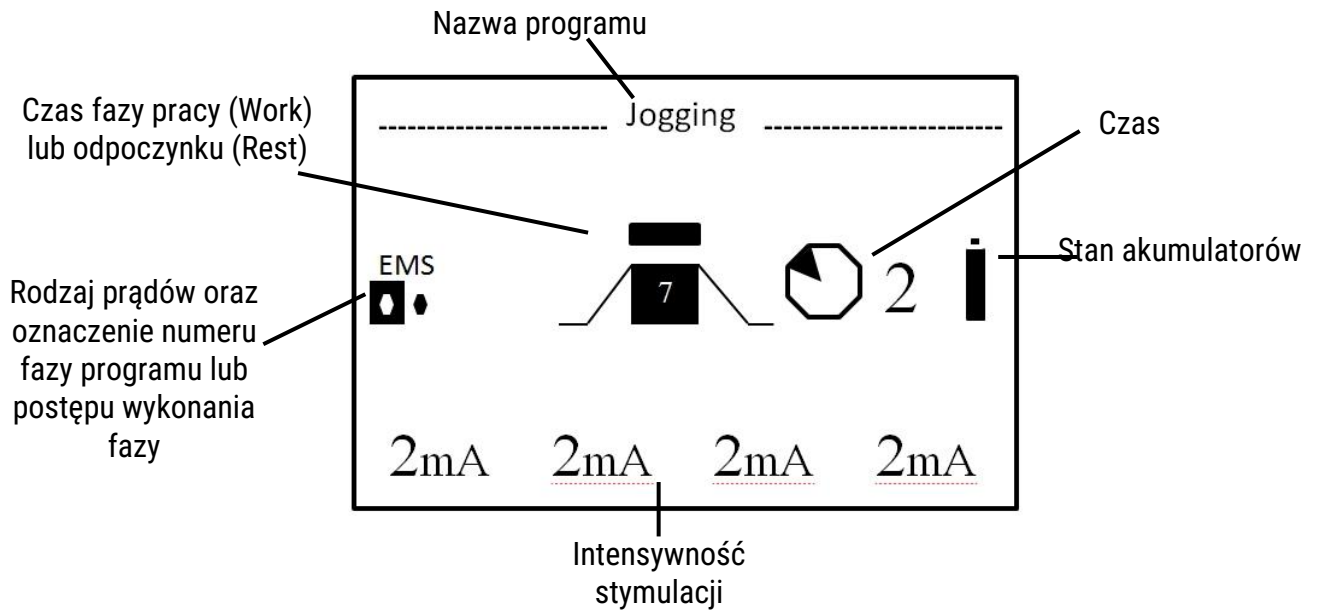 Nazwa programu
Jogging
Czas fazy pracy (Work)
lub odpoczynku (Rest)
Czas
Stan akumulatorów
EMS
7
2
Rodzaj prądów oraz
oznaczenie numeru
fazy programu lub
postępu wykonania
fazy
2mA 2mA 2mA 2mA
Intensywność
stymulacji